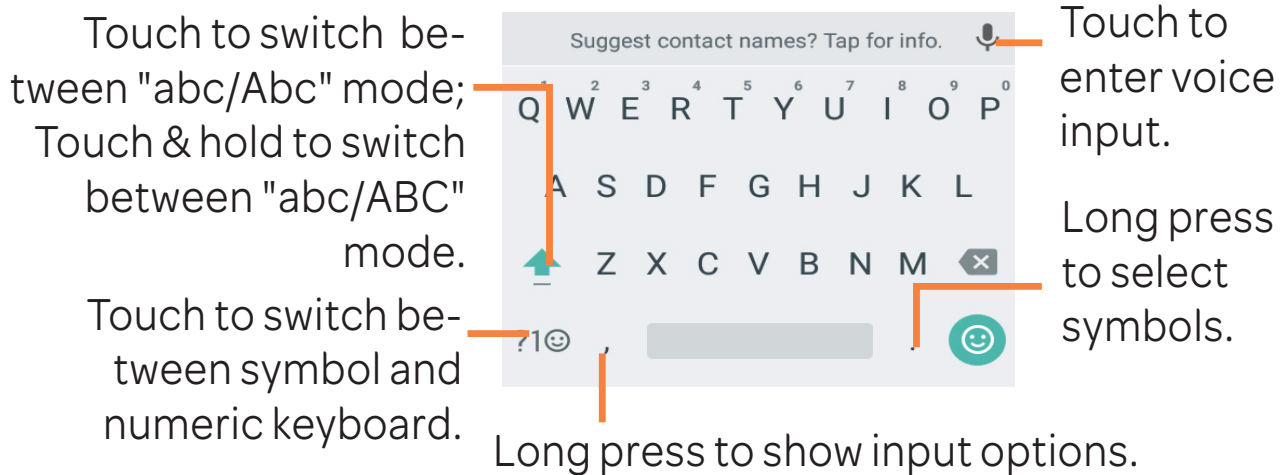 Touch to switch be-
tween "abc/Abc" mode;
Touch & hold to switch
between "abc/ABC"
mode.
Touch to switch be-
tween symbol and
numeric keyboard.
Suggest contact names? Tap for info.
1 2 3 4 5 6 7 8 9 0
Q W E R T Y U I O P
A S D F G H J K L
Z X C V B N M
?1☺ , .
Touch to
enter voice
input.
Long press
to select
symbols.
Long press to show input options.